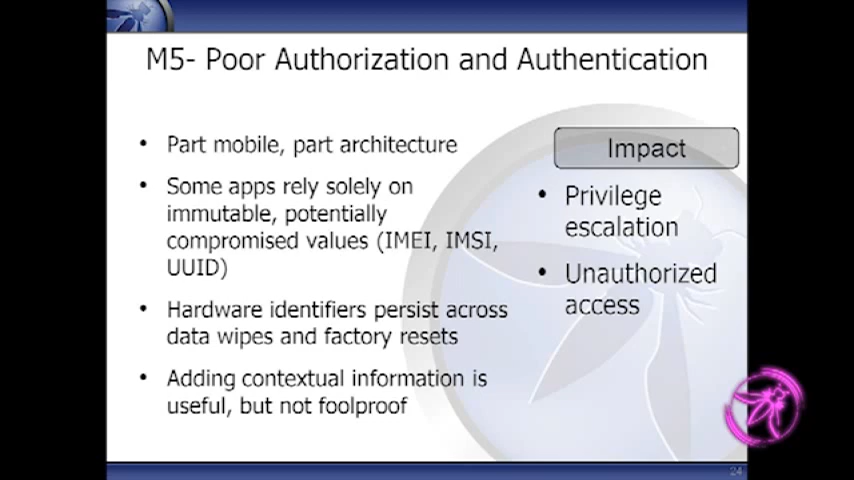 M5- Poor Authorization and Authentication
• Part mobile, part architecture
• Some apps rely solely on
immutable, potentially
compromised values (IMEI, IMSI,
UUID)
• Hardware identifiers persist across
data wipes and factory resets
• Adding contextual information is
useful, but not foolproof
Impact
• Privilege
escalation
• Unauthorized
access
24